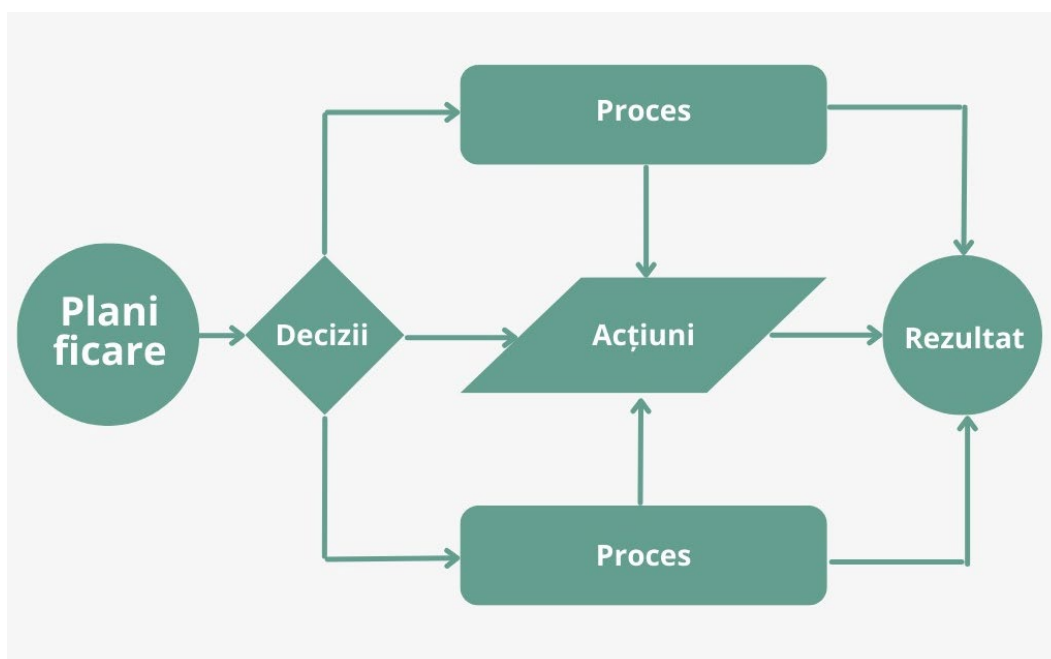 Proces
Plani
ficare
Decizii
Acțiuni
Rezultat
Proces